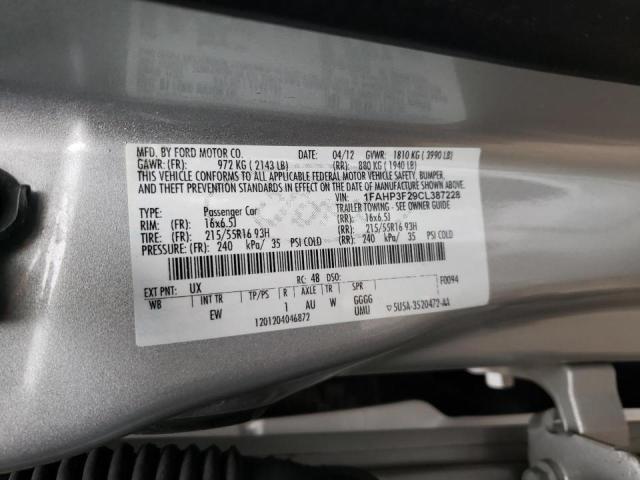 MFD. BY FORD MOTOR CO.
DATE: 04/12 GVWR: 1810 KG ( 3990 LB)
GAWR: (FR): 972 KG ( 2143 LB) (RR): 880 KG ( 1940 LB)
THIS VEHICLE CONFORMS TO ALL APPLICABLE FEDERAL MOTOR VEHICLE SAFETY, BUMPER,
AND THEFT PREVENTION STANDARDS IN EFFECT ON THE DATE OF MANUFACTURE SHOWN ABOVE.
VIN: 1FAHP3F29CL387228
TYPE: Passenger Car TRAILER TOWING - SEE OWNER GUIDE
RIM: (FR): 16x6.5J (RR): 16x6.5J
TIRE: (FR): 215/55R16 93H (RR): 215/55R16 93H
PRESSURE: (FR): 240 kPa/ 35 PSI COLD (RR): 240 kPa/ 35 PSI COLD
EXT PNT: UX RC: 48 DSO: F0094
WB INT TR TP/PS R AXLE TR SPR
EW 1 AU W GGGG
UMU
1201204046872 5U5A-3520472-AA